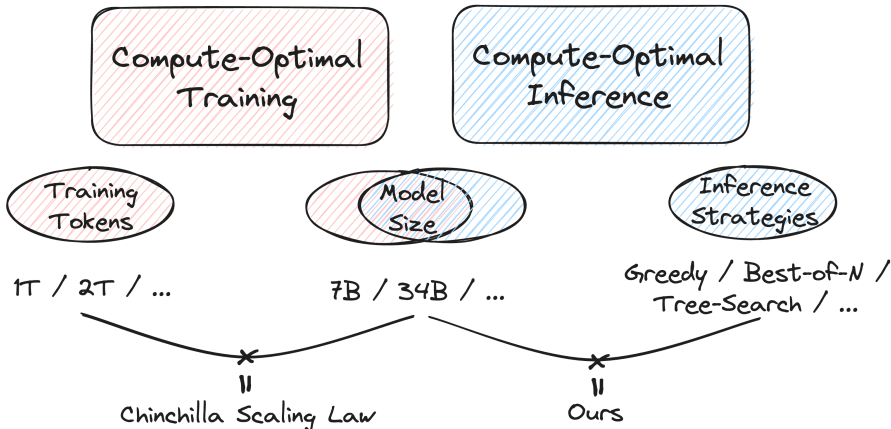 Compute-Optimal
Training
Compute-Optimal
Inference
Training
Tokens
Model
Size
Inference
Strategies
1T / 2T / ...
7B / 34B / ...
Greedy / Best-of-N /
Tree-Search / ...
Chinchilla Scaling Law
Ours